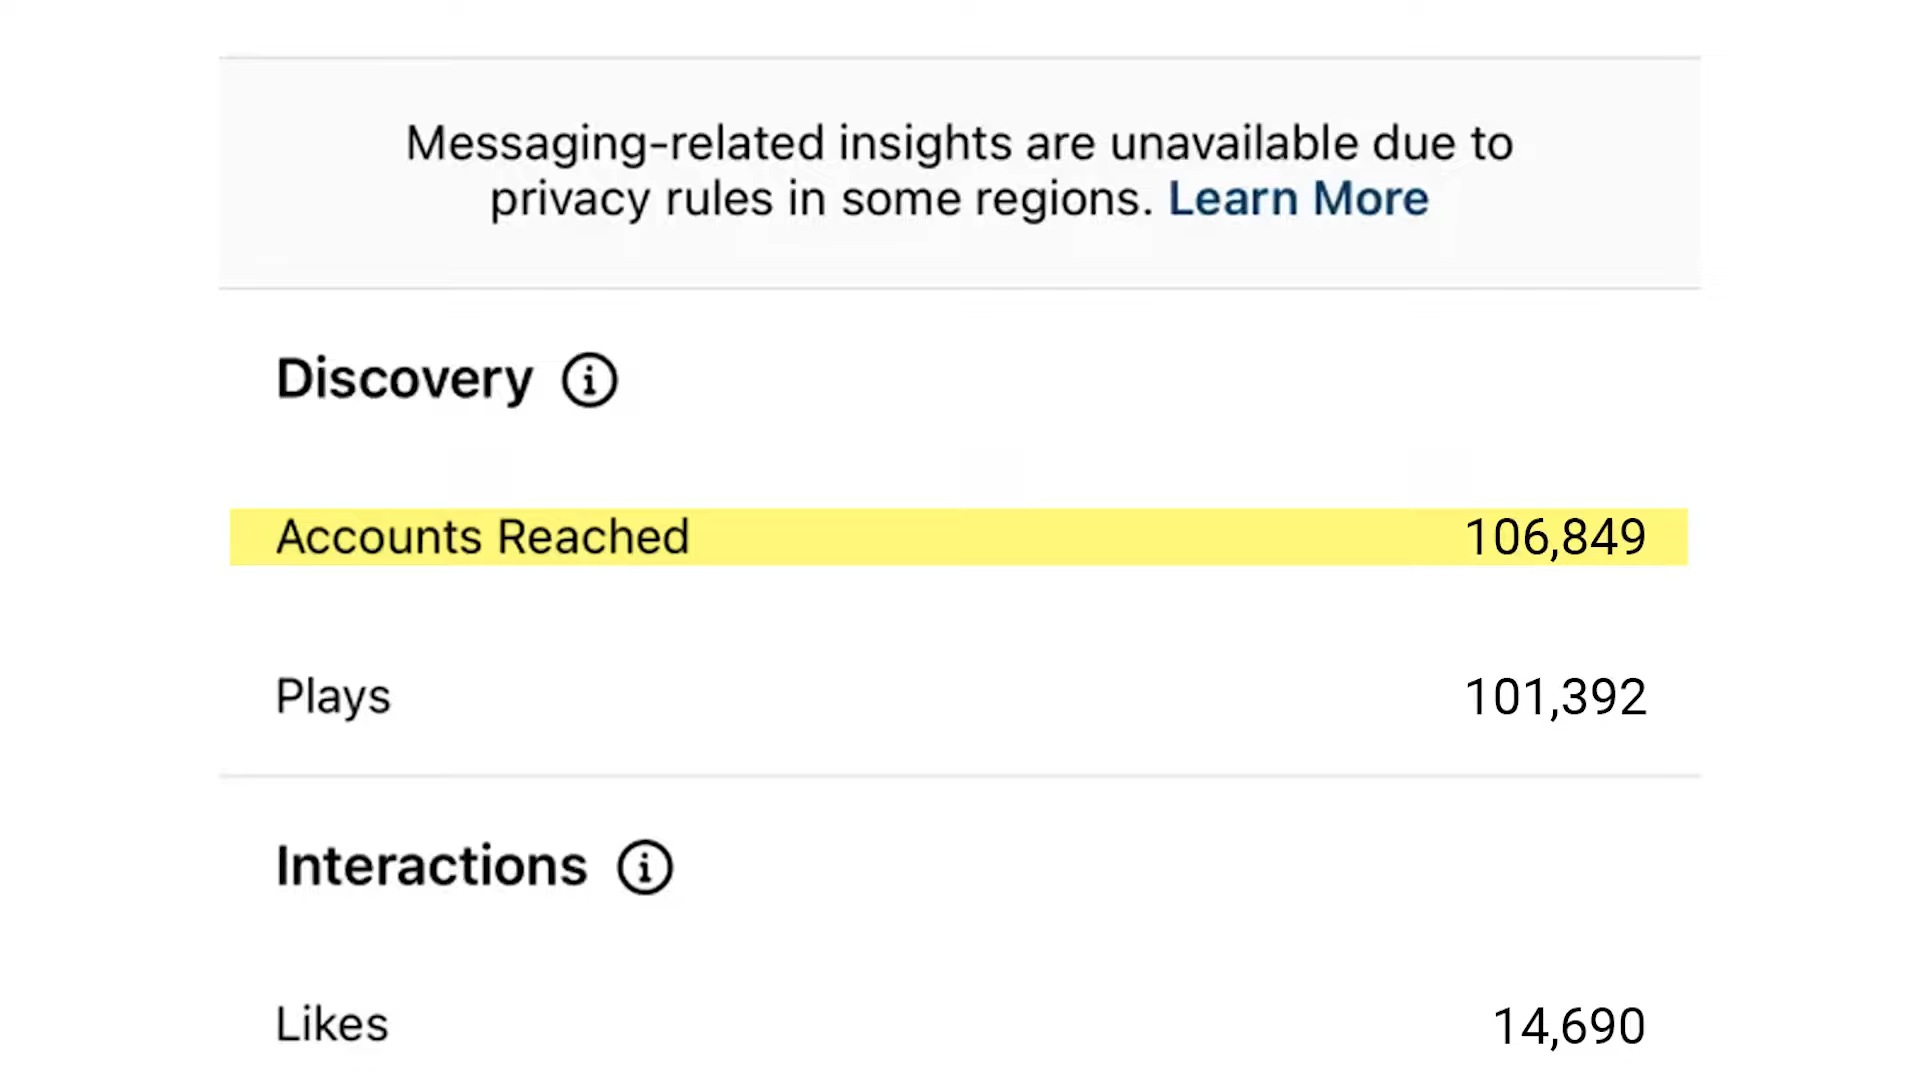 Messaging-related insights are unavailable due to
privacy rules in some regions. Learn More
Discovery
Accounts Reached 106,849
Plays 101,392
Interactions
Likes 14,690